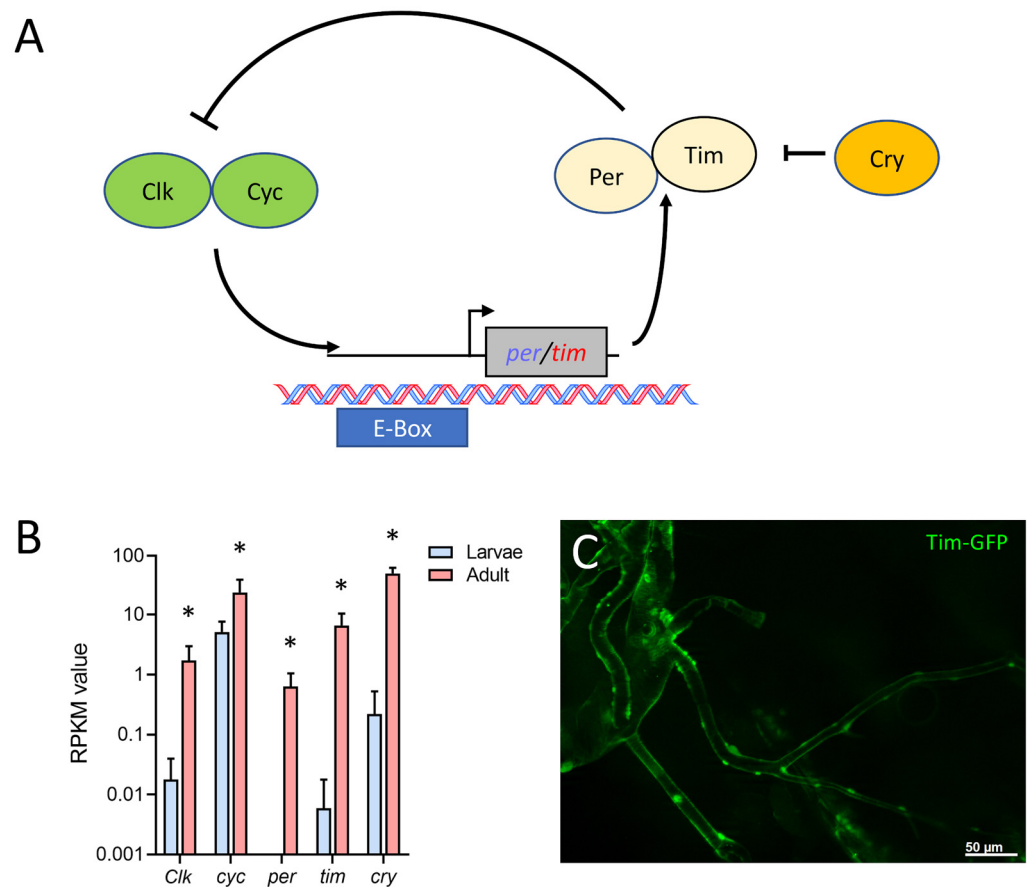 A
Clk
Cyc
Per
Tim
Cry
per/tim
E-Box
B
RPKM value
100
10
1
0.1
0.01
0.001
*
*
*
*
*
Clk
cyc
per
tim
cry
Larvae
Adult
C
Tim-GFP
50 µm